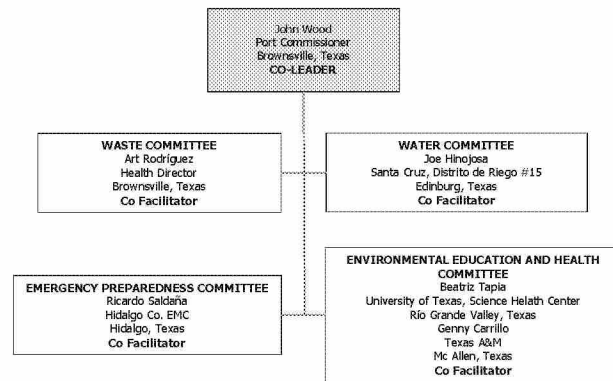 John Wood
Port Commissioner
Brownsville, Texas
CO-LEADER
WASTE COMMITTEE
Art Rodríguez
Health Director
Brownsville, Texas
Co Facilitator
WATER COMMITTEE
Joe Hinojosa
Santa Cruz, Distrito de Riego #15
Edinburg, Texas
Co Facilitator
EMERGENCY PREPAREDNESS COMMITTEE
Ricardo Saldaña
Hidalgo Co. EMC
Hidalgo, Texas
Co Facilitator
ENVIRONMENTAL EDUCATION AND HEALTH
COMMITTEE
Beatriz Tapia
University of Texas, Science Helath Center
Río Grande Valley, Texas
Genny Carrillo
Texas A&M
Mc Allen, Texas
Co Facilitator